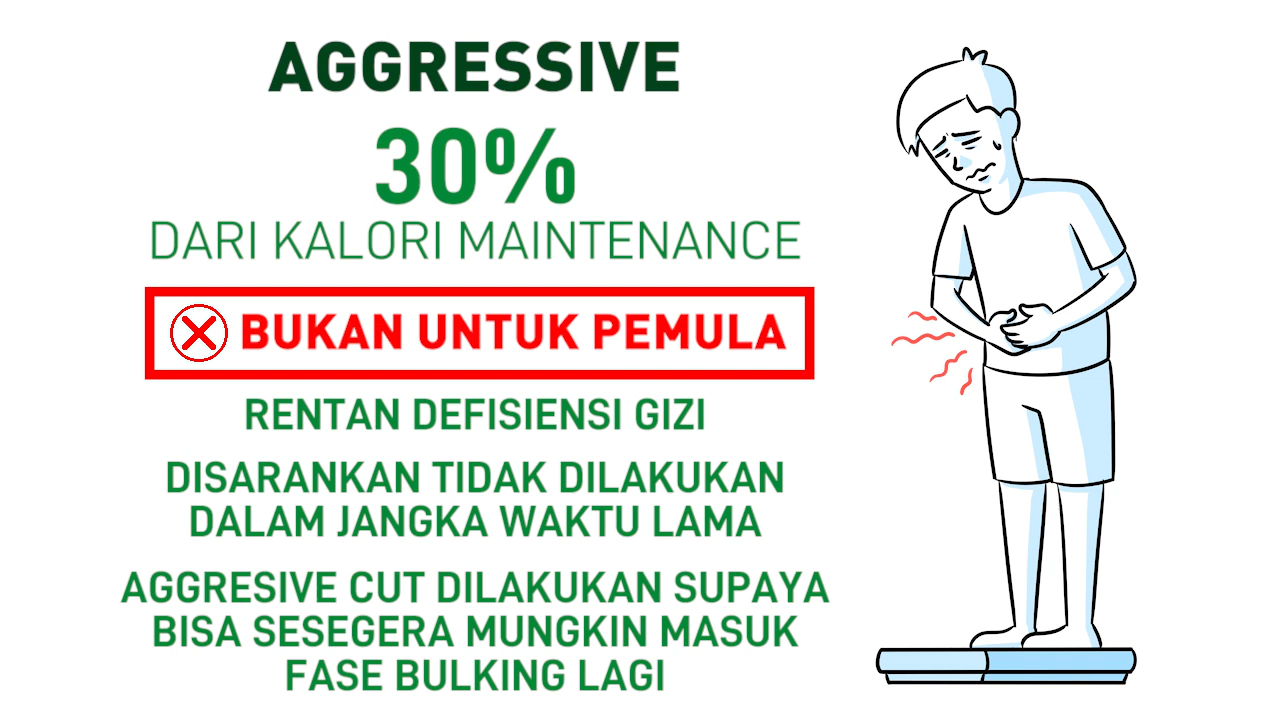 AGGRESSIVE
30%
DARI KALORI MAINTENANCE
BUKAN UNTUK PEMULA
RENTAN DEFISIENSI GIZI
DISARANKAN TIDAK DILAKUKAN
DALAM JANGKA WAKTU LAMA
AGGRESIVE CUT DILAKUKAN SUPAYA
BISA SESEGERA MUNGKIN MASUK
FASE BULKING LAGI